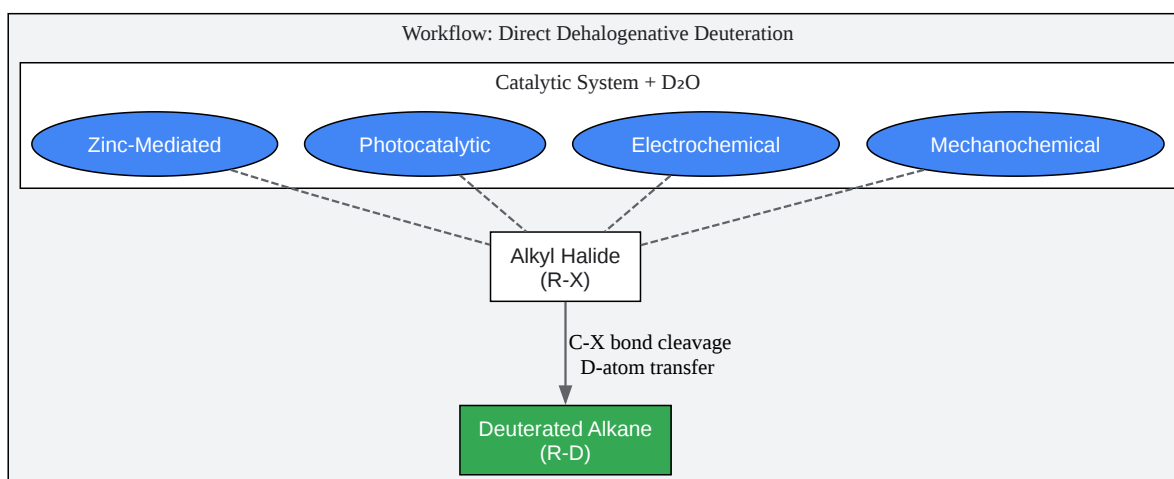 Workflow: Direct Dehalogenative Deuteration
Catalytic System + D₂O
Zinc-Mediated
Photocatalytic
Electrochemical
Mechanochemical
Alkyl Halide
(R-X)
C-X bond cleavage
D-atom transfer
Deuterated Alkane
(R-D)